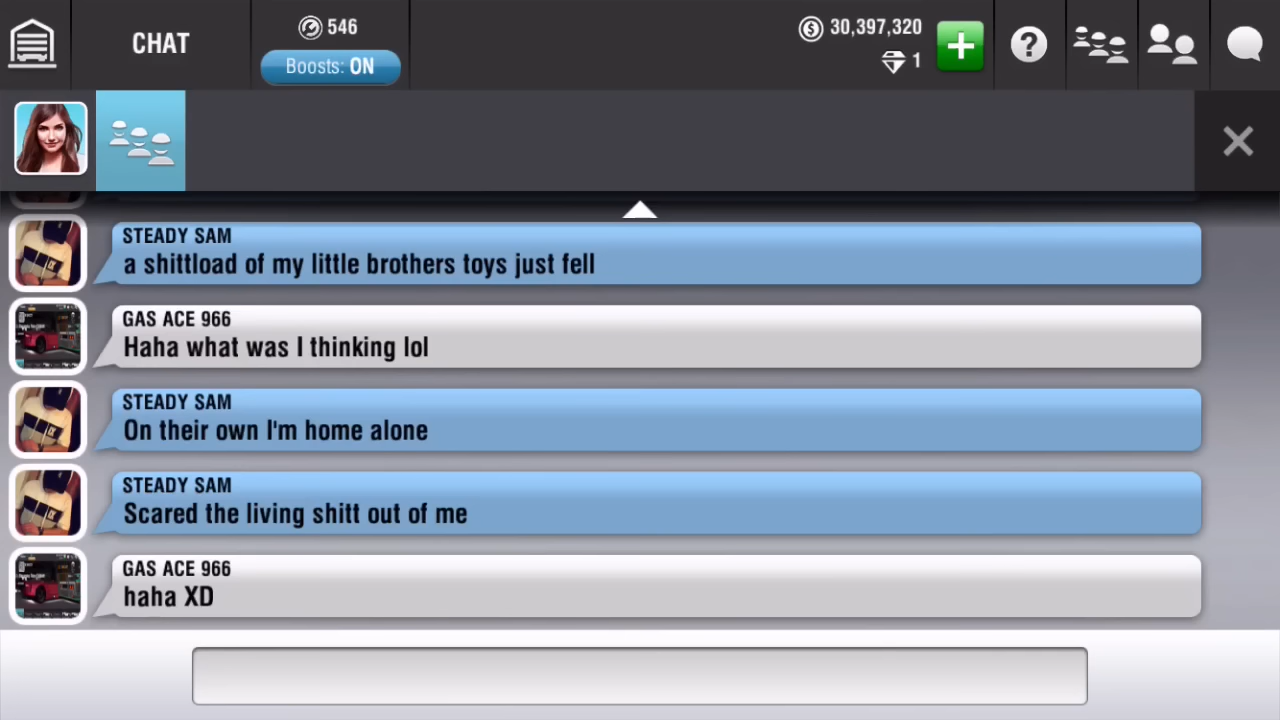 CHAT
546
Boosts: ON
30,397,320
1
STEADY SAM
a shittload of my little brothers toys just fell
GAS ACE 966
Haha what was I thinking lol
STEADY SAM
On their own I'm home alone
STEADY SAM
Scared the living shitt out of me
GAS ACE 966
haha XD